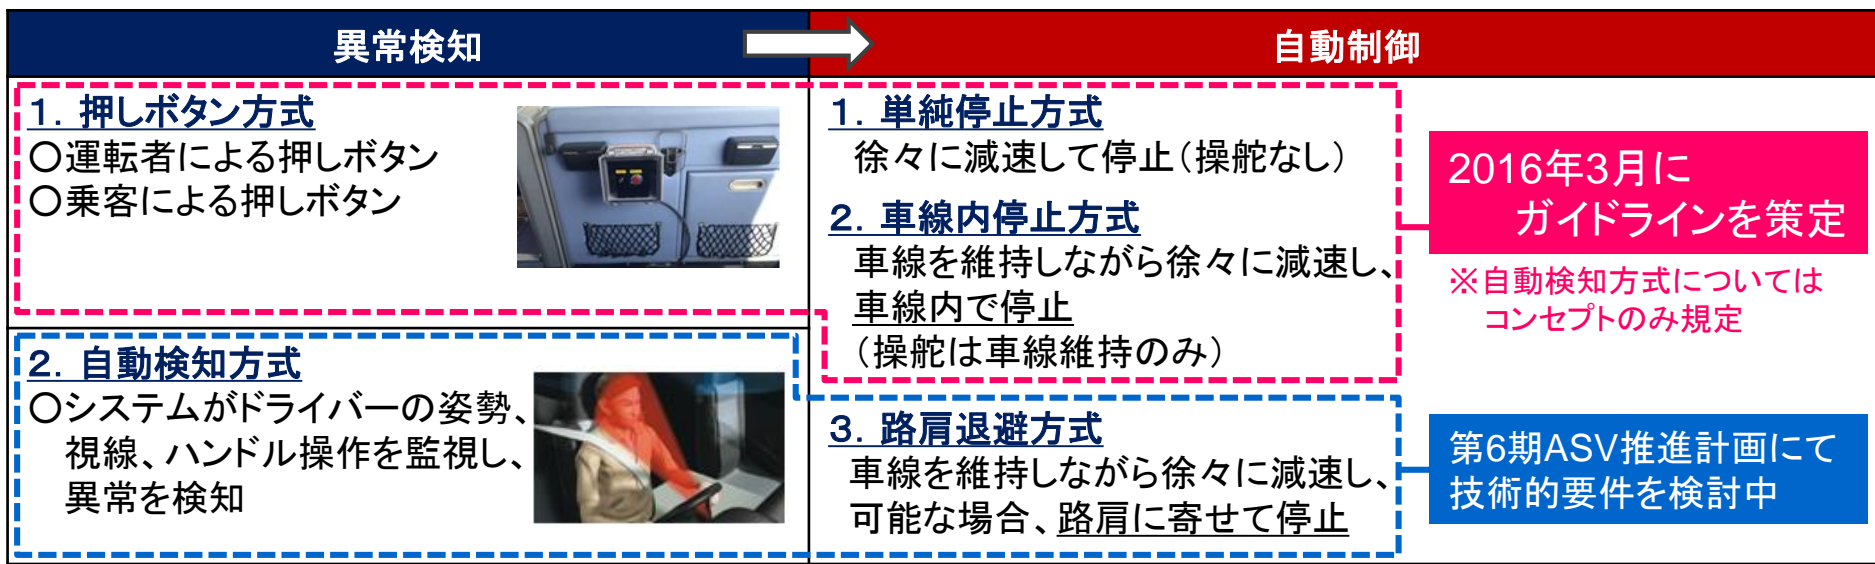 異常検知
自動制御
１．押しボタン方式
○運転者による押しボタン
○乗客による押しボタン
２．自動検知方式
○システムがドライバーの姿勢、
視線、ハンドル操作を監視し、
異常を検知
１．単純停止方式
徐々に減速して停止（操舵なし）
２．車線内停止方式
車線を維持しながら徐々に減速し、
車線内で停止
（操舵は車線維持のみ）
３．路肩退避方式
車線を維持しながら徐々に減速し、
可能な場合、路肩に寄せて停止
2016年3月に
ガイドラインを策定
※自動検知方式については
コンセプトのみ規定
第6期ASV推進計画にて
技術的要件を検討中